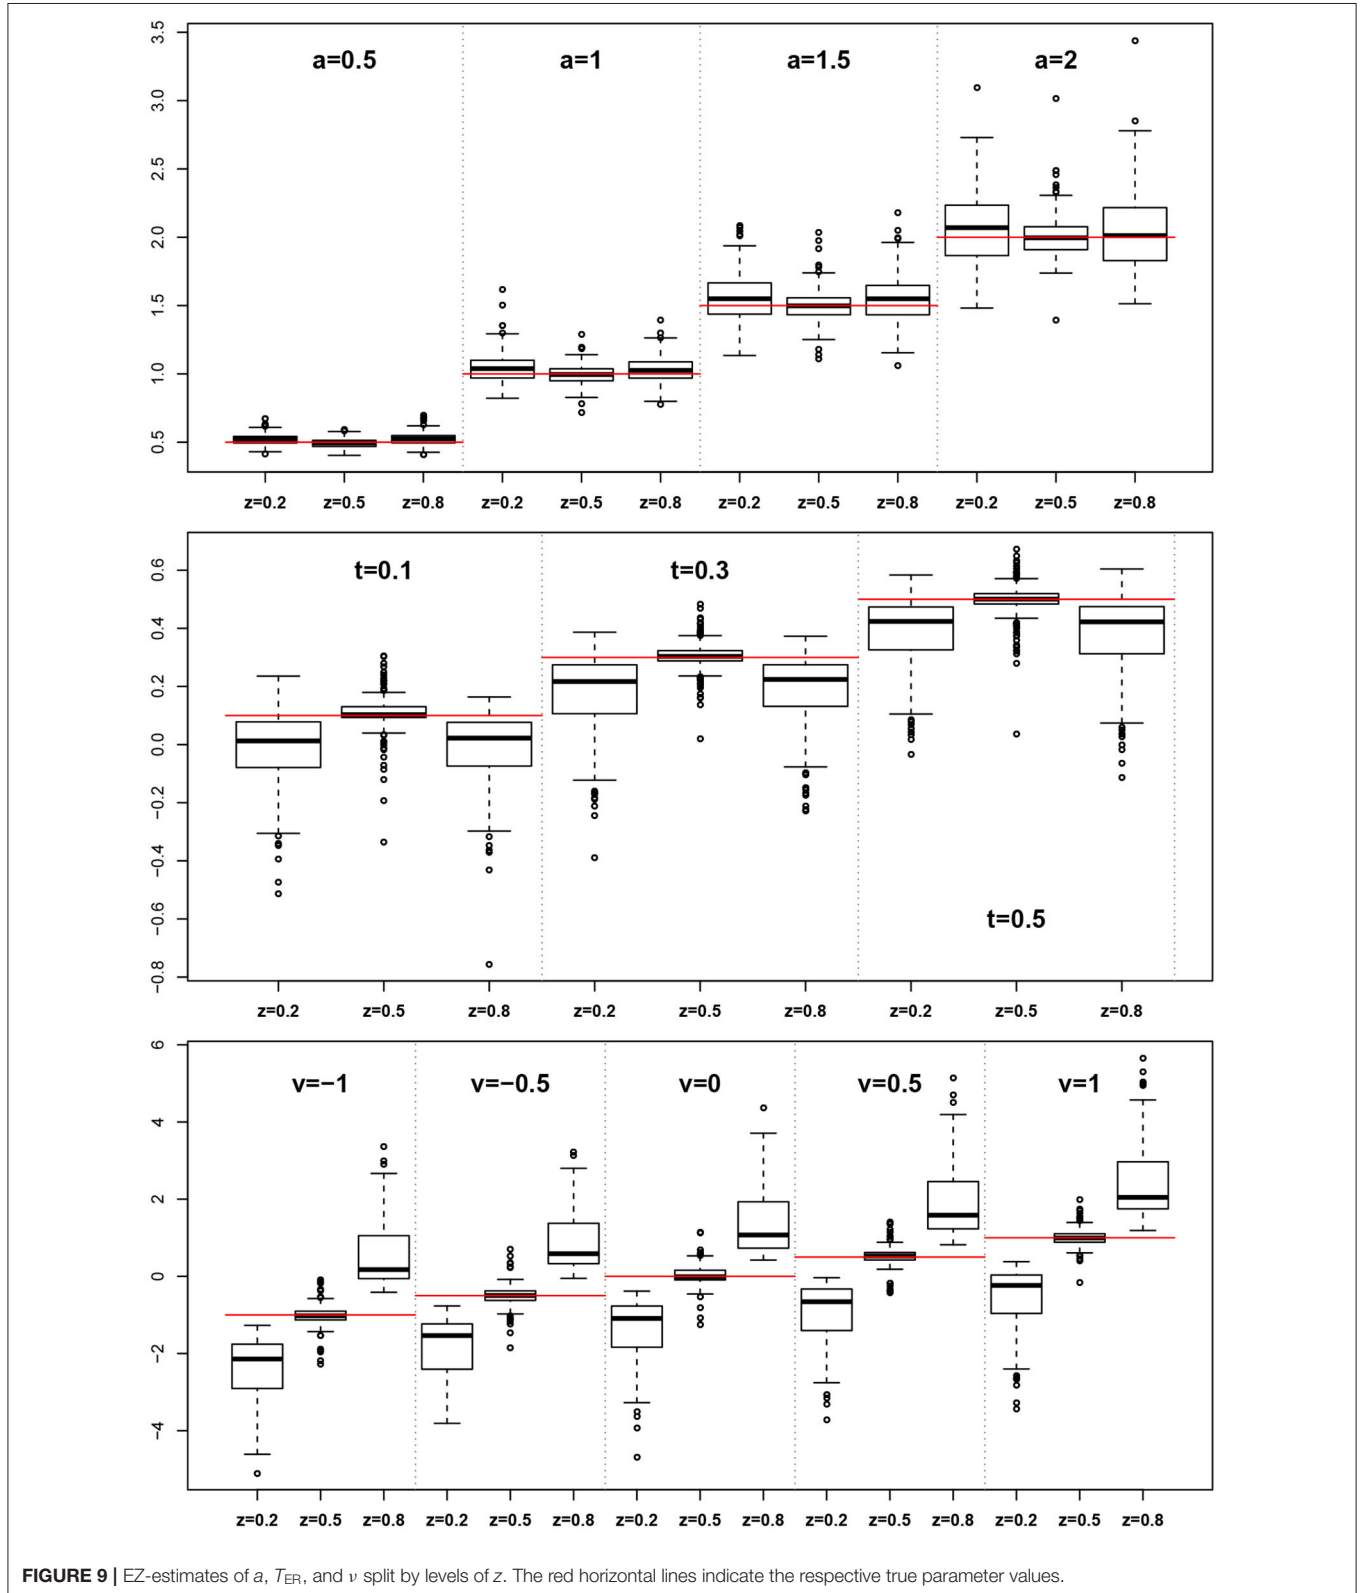 3.5
3.0
2.5
2.0
1.5
1.0
0.5
a=0.5 a=1 a=1.5 a=2
z=0.2 z=0.5 z=0.8 z=0.2 z=0.5 z=0.8 z=0.2 z=0.5 z=0.8 z=0.2 z=0.5 z=0.8
0.6
0.4
0.2
0.0
−0.2
−0.4
−0.6
−0.8
t=0.1 t=0.3
t=0.5
z=0.2 z=0.5 z=0.8 z=0.2 z=0.5 z=0.8 z=0.2 z=0.5 z=0.8
6
4
2
0
−2
−4
v=−1 v=−0.5 v=0 v=0.5 v=1
z=0.2 z=0.5 z=0.8 z=0.2 z=0.5 z=0.8 z=0.2 z=0.5 z=0.8 z=0.2 z=0.5 z=0.8 z=0.2 z=0.5 z=0.8
FIGURE 9 | EZ-estimates of a, TER, and ν split by levels of z. The red horizontal lines indicate the respective true parameter values.